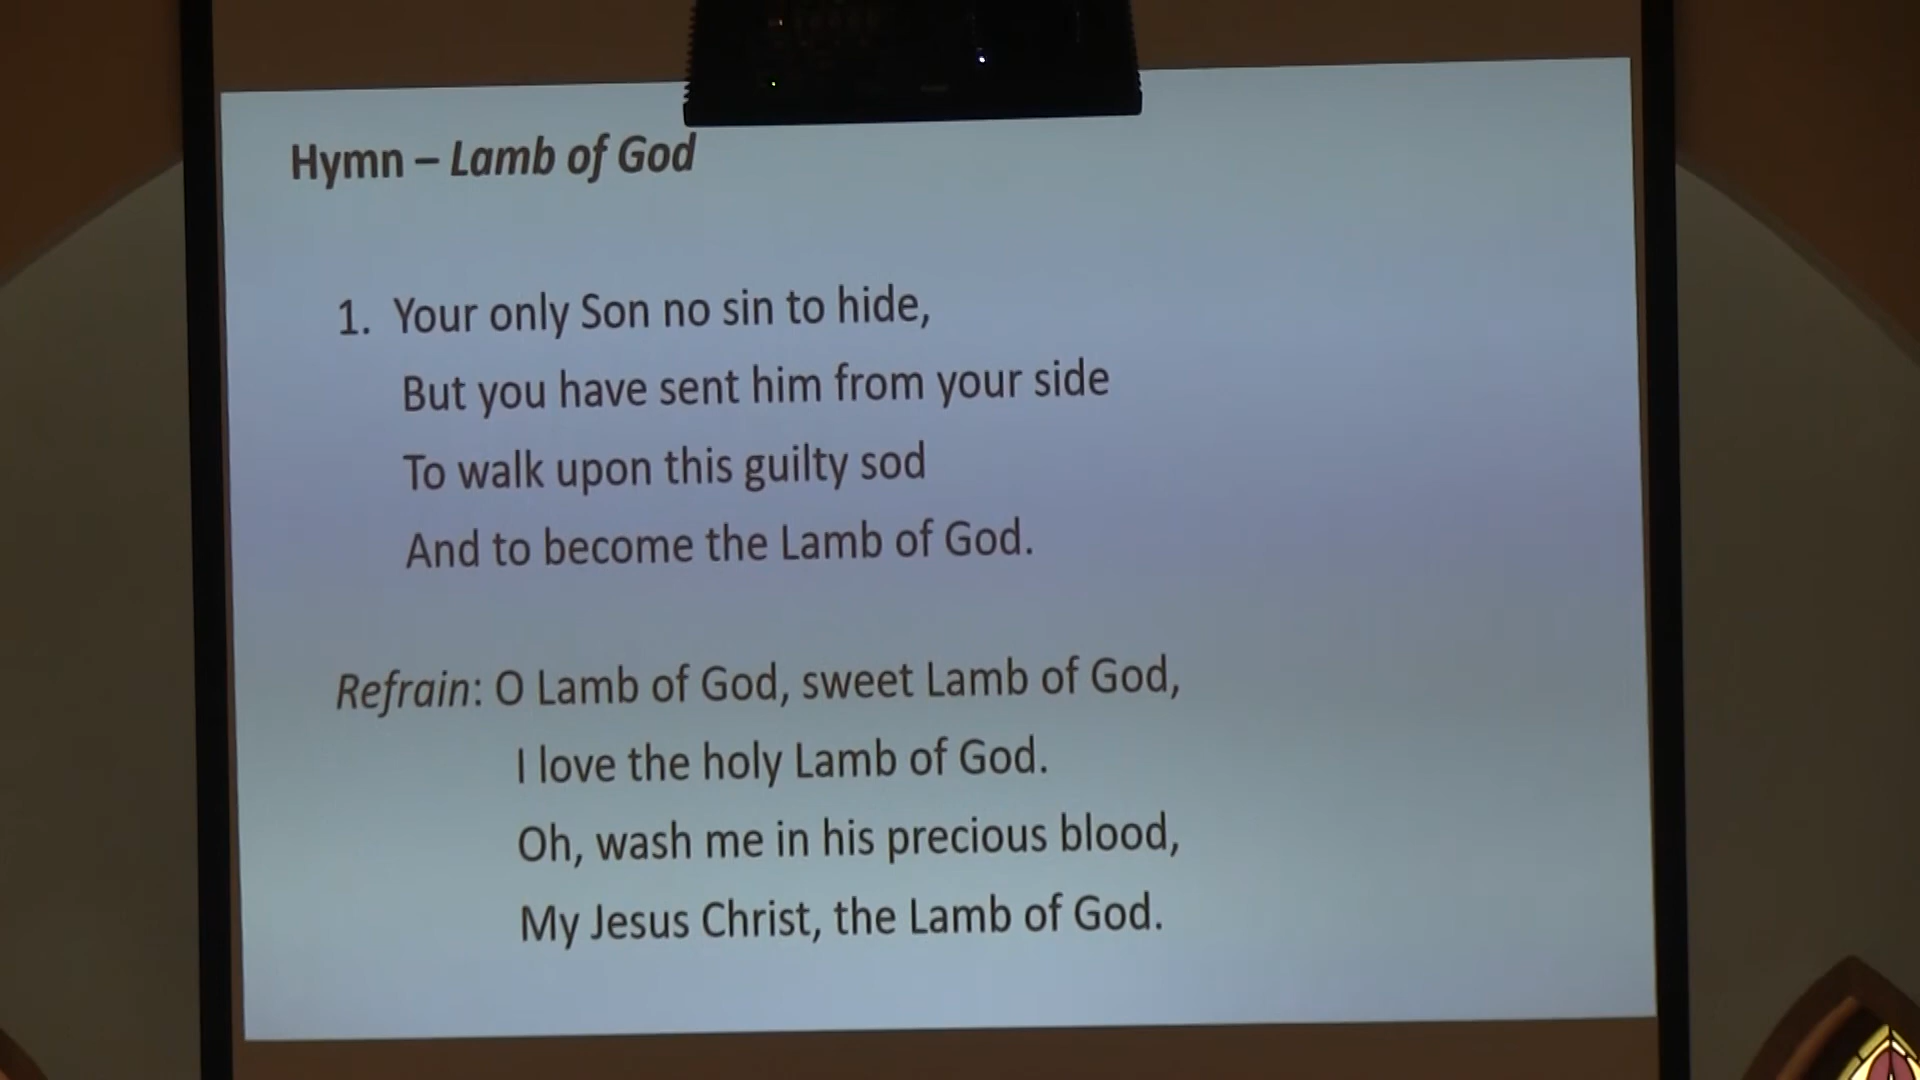 Hymn – Lamb of God
1. Your only Son no sin to hide,
But you have sent him from your side
To walk upon this guilty sod
And to become the Lamb of God.
Refrain: O Lamb of God, sweet Lamb of God,
I love the holy Lamb of God.
Oh, wash me in his precious blood,
My Jesus Christ, the Lamb of God.